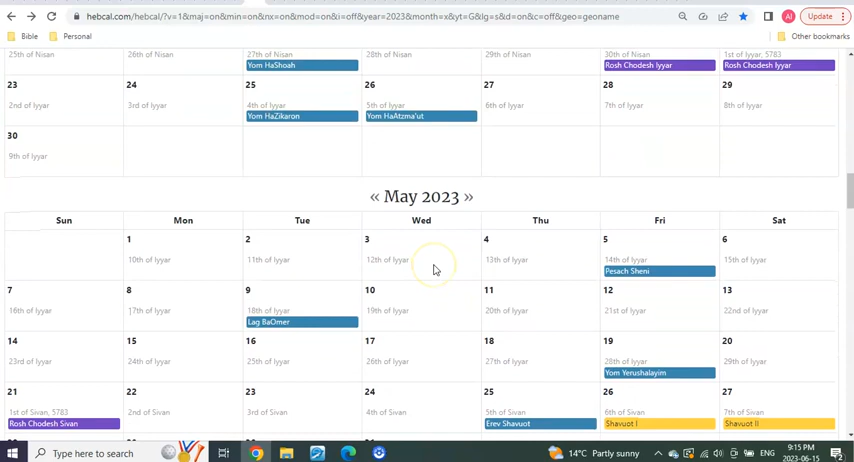 hebcal.com/hebcal/?v=1&maj=on&min=on&nx=on&mod=on&i=off&year=2023&month=x&yt=G&lg=s&d=on&c=off&geo=geoname
AI
Update
Bible
Personal
Other bookmarks
25th of Nisan 26th of Nisan 27th of Nisan 28th of Nisan 29th of Nisan 30th of Nisan 1st of Iyyar, 5783
Yom HaShoah Rosh Chodesh Iyyar Rosh Chodesh Iyyar
23 24 25 26 27 28 29
2nd of Iyyar 3rd of Iyyar 4th of Iyyar 5th of Iyyar 6th of Iyyar 7th of Iyyar 8th of Iyyar
Yom HaZikaron Yom HaAtzma'ut
30
9th of Iyyar
« May 2023 »
Sun Mon Tue Wed Thu Fri Sat
1 2 3 4 5 6
10th of Iyyar 11th of Iyyar 12th of Iyyar 13th of Iyyar 14th of Iyyar 15th of Iyyar
Pesach Sheni
7 8 9 10 11 12 13
16th of Iyyar 17th of Iyyar 18th of Iyyar 19th of Iyyar 20th of Iyyar 21st of Iyyar 22nd of Iyyar
Lag BaOmer
14 15 16 17 18 19 20
23rd of Iyyar 24th of Iyyar 25th of Iyyar 26th of Iyyar 27th of Iyyar 28th of Iyyar 29th of Iyyar
Yom Yerushalayim
21 22 23 24 25 26 27
1st of Sivan, 5783 2nd of Sivan 3rd of Sivan 4th of Sivan 5th of Sivan 6th of Sivan 7th of Sivan
Rosh Chodesh Sivan Erev Shavuot Shavuot I Shavuot II
Type here to search
14°C Partly sunny
ENG
9:15 PM
2023-06-15
2